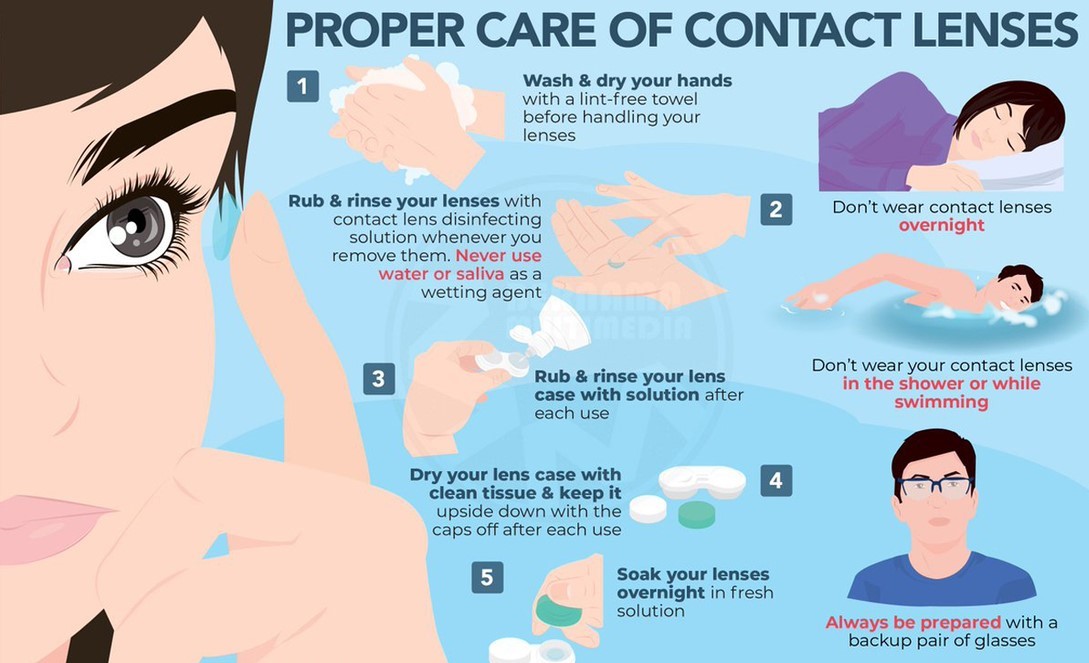 PROPER CARE OF CONTACT LENSES
1
Wash & dry your hands
with a lint-free towel
before handling your
lenses
Rub & rinse your lenses with
contact lens disinfecting
solution whenever you
remove them. Never use
water or saliva as a
wetting agent
2
3
Rub & rinse your lens
case with solution after
each use
Dry your lens case with
clean tissue & keep it
upside down with the
caps off after each use
4
5
Soak your lenses
overnight in fresh
solution
Don't wear contact lenses
overnight
Don't wear your contact lenses
in the shower or while
swimming
Always be prepared with a
backup pair of glasses